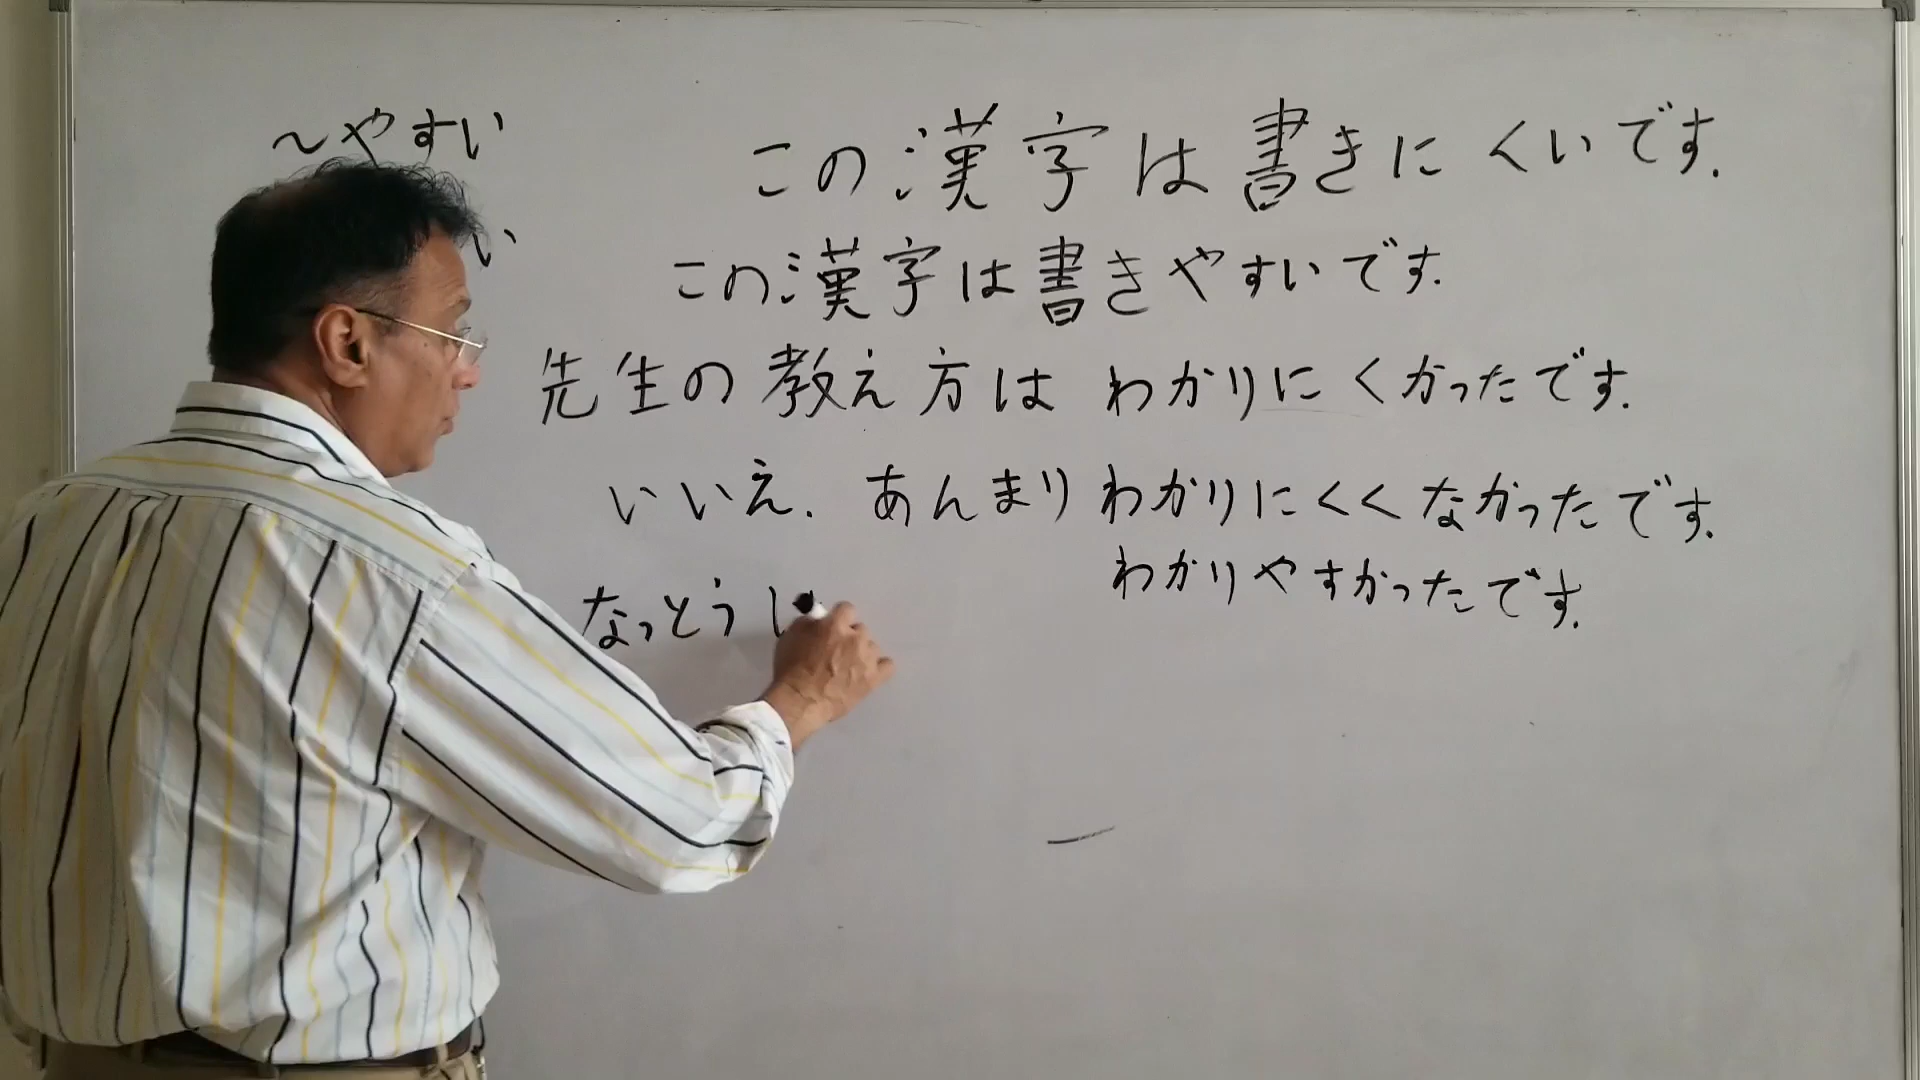 〜やすい
い
この漢字は書きにくいです.
この漢字は書きやすいです.
先生の教え方はわかりにくかったです.
いいえ. あんまりわかりにくくなかったです.
わかりやすかったです.
なっとう